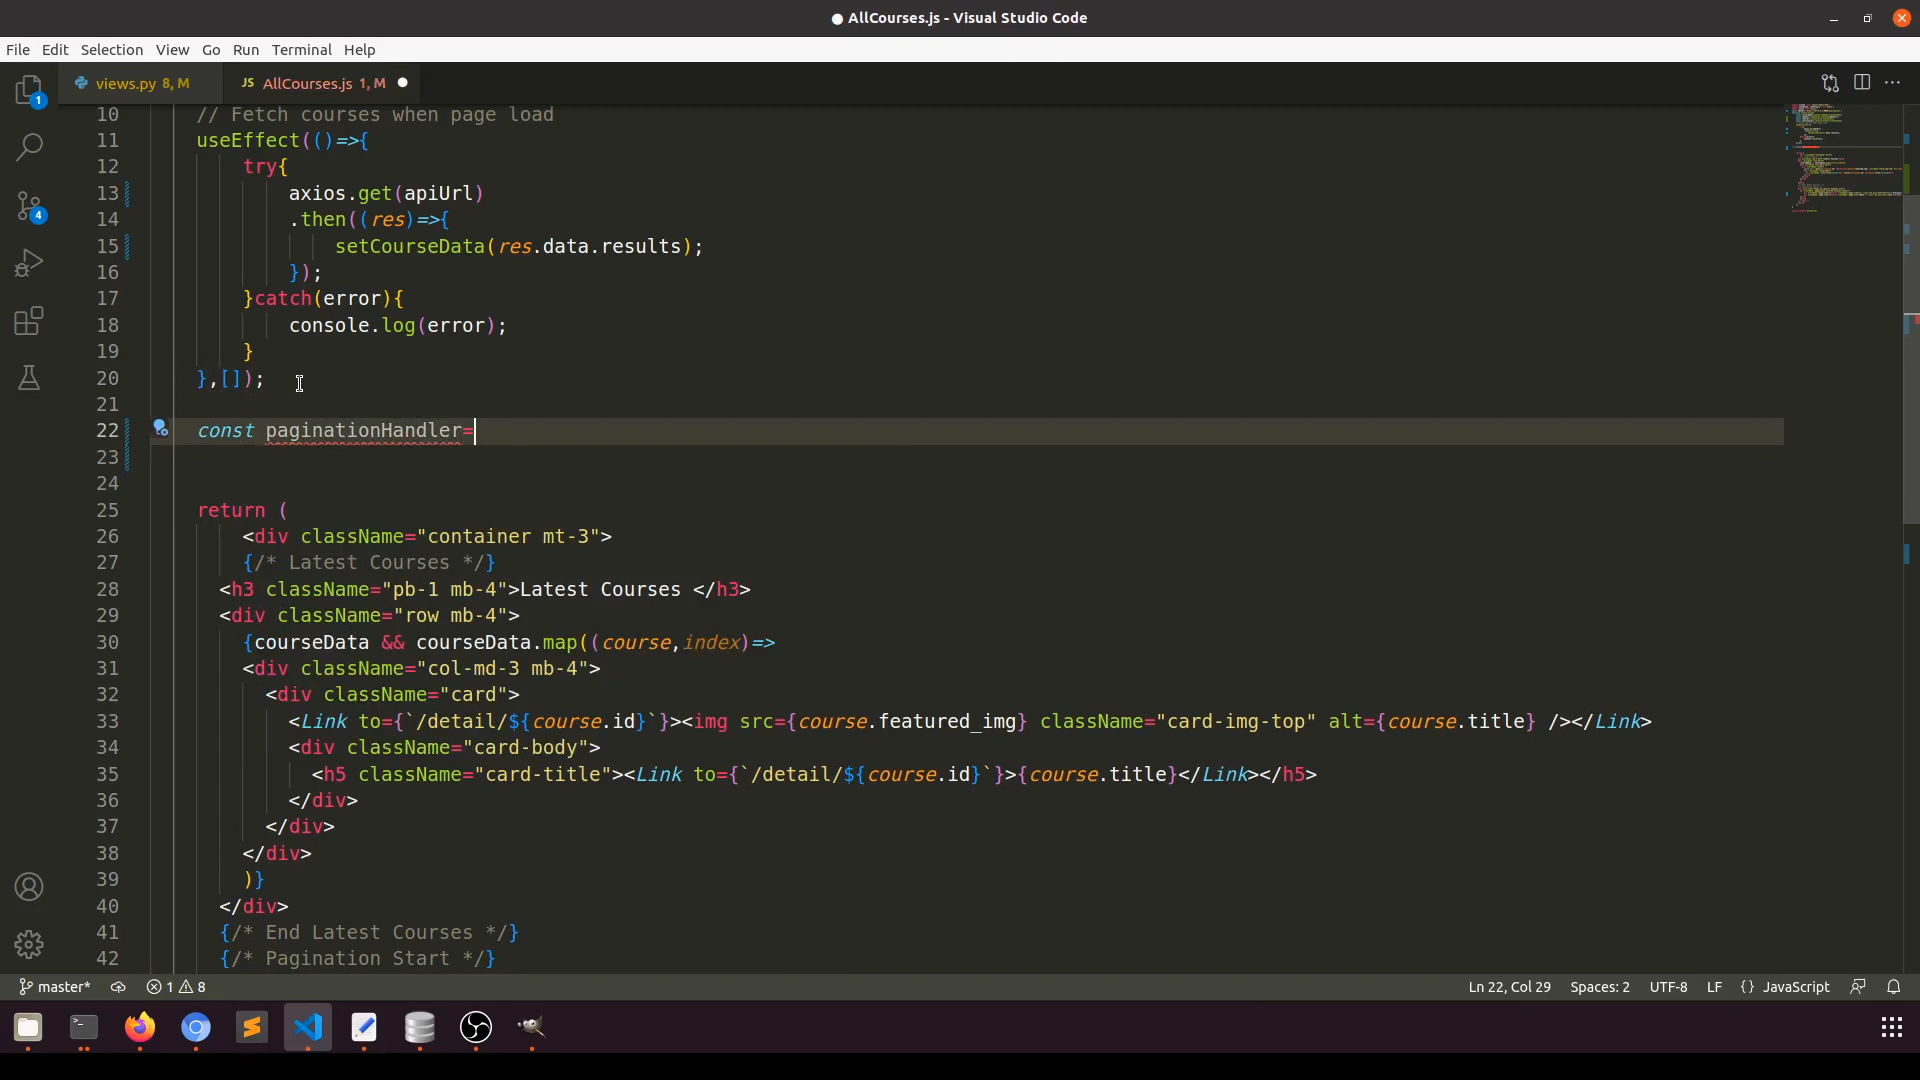 ● AllCourses.js - Visual Studio Code
File Edit Selection View Go Run Terminal Help
views.py 8, M
JS AllCourses.js 1, M ●
10 // Fetch courses when page load
11 useEffect(()=>{
12 try{
13 axios.get(apiUrl)
14 .then((res)=>{
15 setCourseData(res.data.results);
16 });
17 }catch(error){
18 console.log(error);
19 }
20 },[]);
21
22 const paginationHandler=
23
24
25 return (
26 <div className="container mt-3">
27 {/* Latest Courses */}
28 <h3 className="pb-1 mb-4">Latest Courses </h3>
29 <div className="row mb-4">
30 {courseData && courseData.map((course,index)=>
31 <div className="col-md-3 mb-4">
32 <div className="card">
33 <Link to={`/detail/${course.id}`}><img src={course.featured_img} className="card-img-top" alt={course.title} /></Link>
34 <div className="card-body">
35 <h5 className="card-title"><Link to={`/detail/${course.id}`}>{course.title}</Link></h5>
36 </div>
37 </div>
38 </div>
39 )}
40 </div>
41 {/* End Latest Courses */}
42 {/* Pagination Start */}
1
4
master* 1 8 Ln 22, Col 29 Spaces: 2 UTF-8 LF {} JavaScript